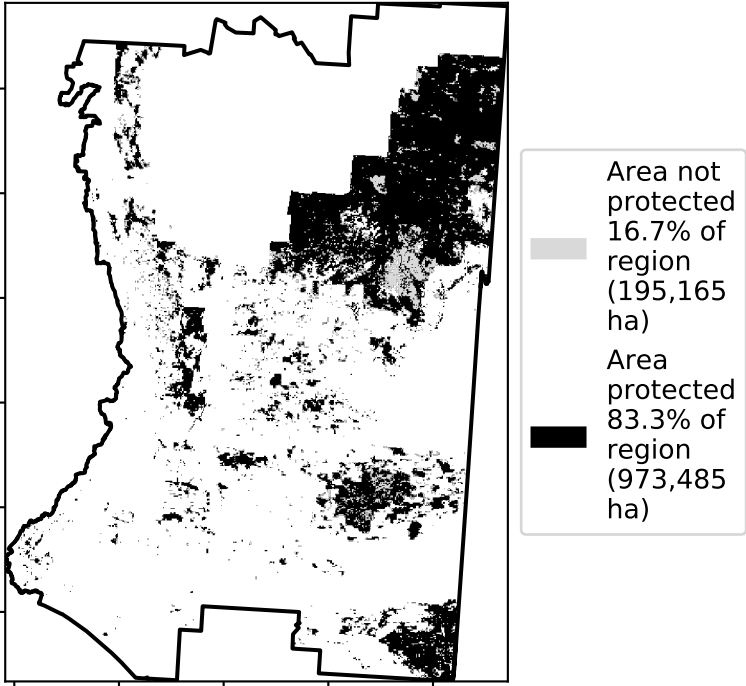 Area not
protected
16.7% of
region
(195,165
ha)
Area
protected
83.3% of
region
(973,485
ha)